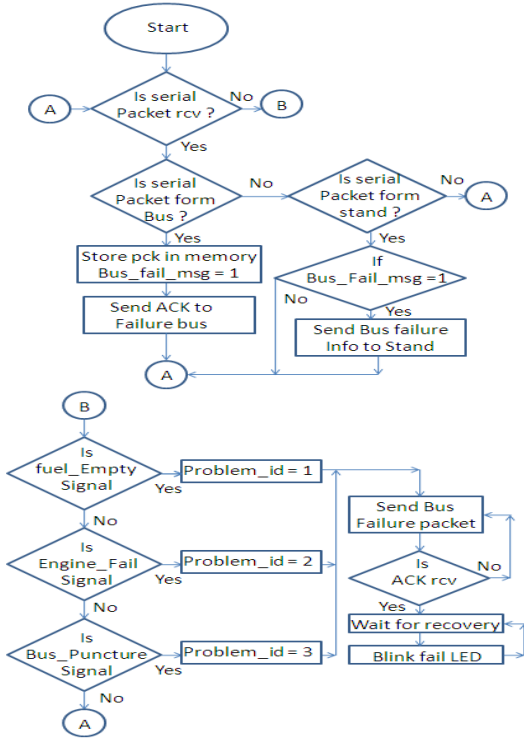 Start
Is serial
Packet rcv ?
No
A
B
Yes
Is serial
Packet form
Bus ?
No
Is serial
Packet form
stand ?
No
A
Yes
Yes
Store pck in memory
Bus_fail_msg = 1
If
Bus_Fail_msg =1
No
Yes
Send ACK to
Failure bus
Send Bus failure
Info to Stand
A
B
Is
fuel_Empty
Signal
Yes
Problem_id = 1
No
Send Bus
Failure packet
Is
Engine_Fail
Signal
Yes
Problem_id = 2
No
Is
ACK rcv
No
Yes
Wait for recovery
Blink fail LED
Is
Bus_Puncture
Signal
Yes
Problem_id = 3
No
A